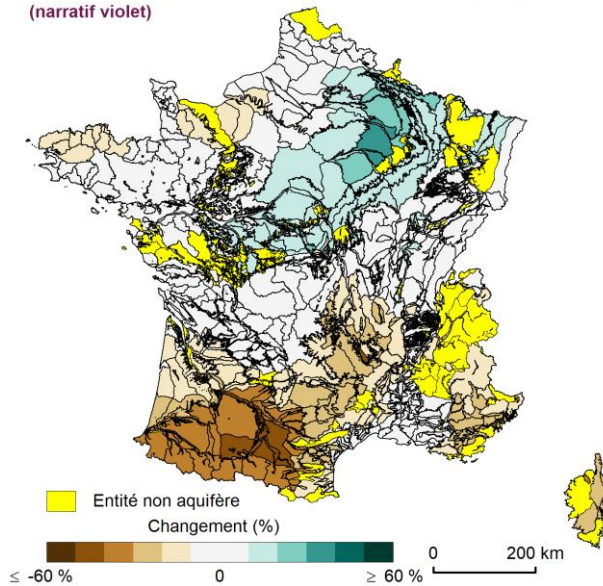 (narratif violet)
Entité non aquifère
Changement (%)
≤ -60 % 0 ≥ 60 %
0 200 km